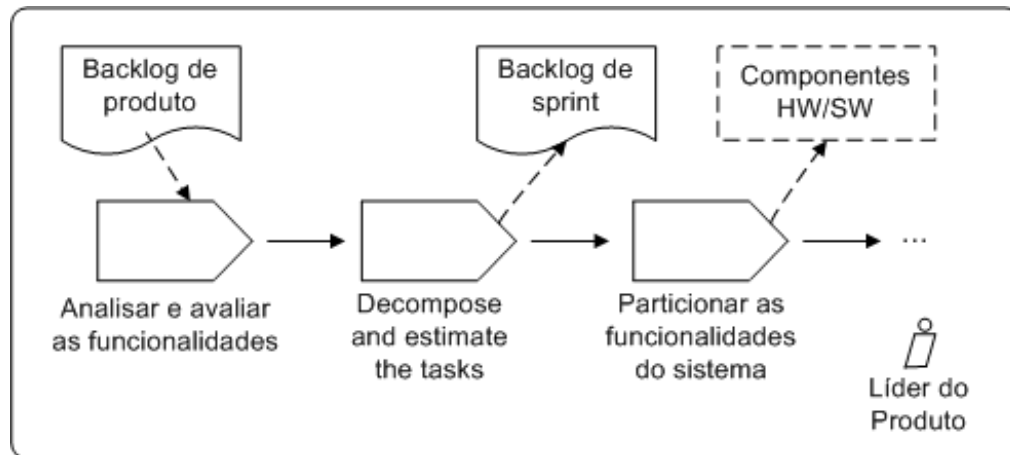 Backlog de
produto
Backlog de
sprint
Componentes
HW/SW
Analisar e avaliar
as funcionalidades
Decompose
and estimate
the tasks
Particionar as
funcionalidades
do sistema
...
Líder do
Produto